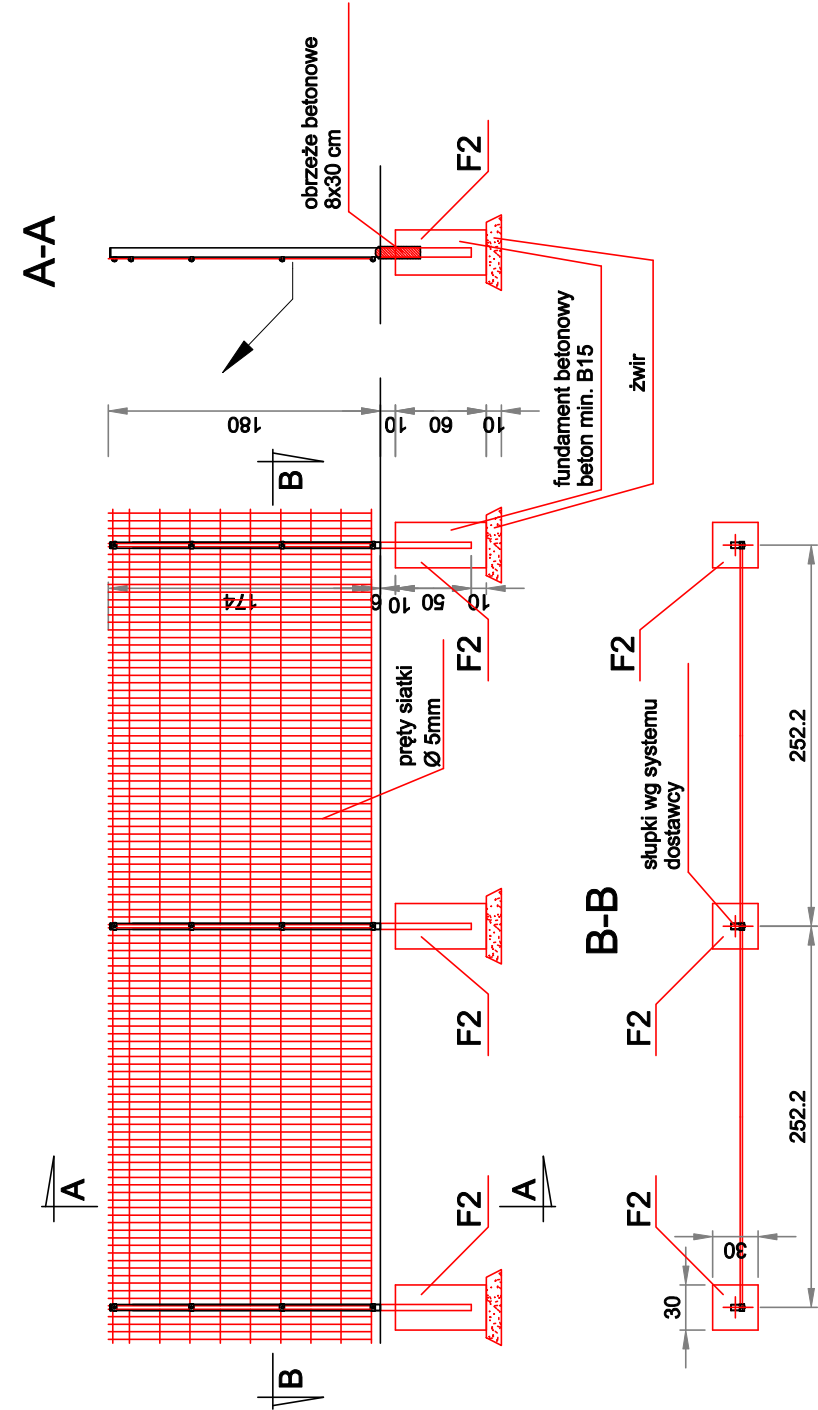 A-A
obrzeże betonowe
8x30 cm
F2
180
10
60
10
fundament betonowy
beton min. B15
żwir
B
174
6
10
50
10
F2
pręty siatki
Ø 5mm
F2
A
A
F2
B
B-B
słupki wg systemu
dostawcy
F2
F2
F2
252.2
252.2
30
30